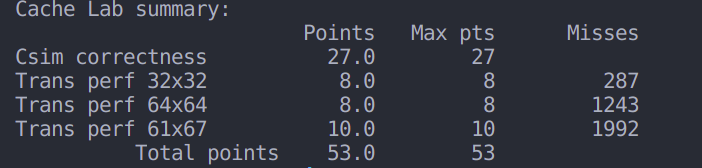 Cache Lab summary:
Points Max pts Misses
Csim correctness 27.0 27
Trans perf 32x32 8.0 8 287
Trans perf 64x64 8.0 8 1243
Trans perf 61x67 10.0 10 1992
Total points 53.0 53